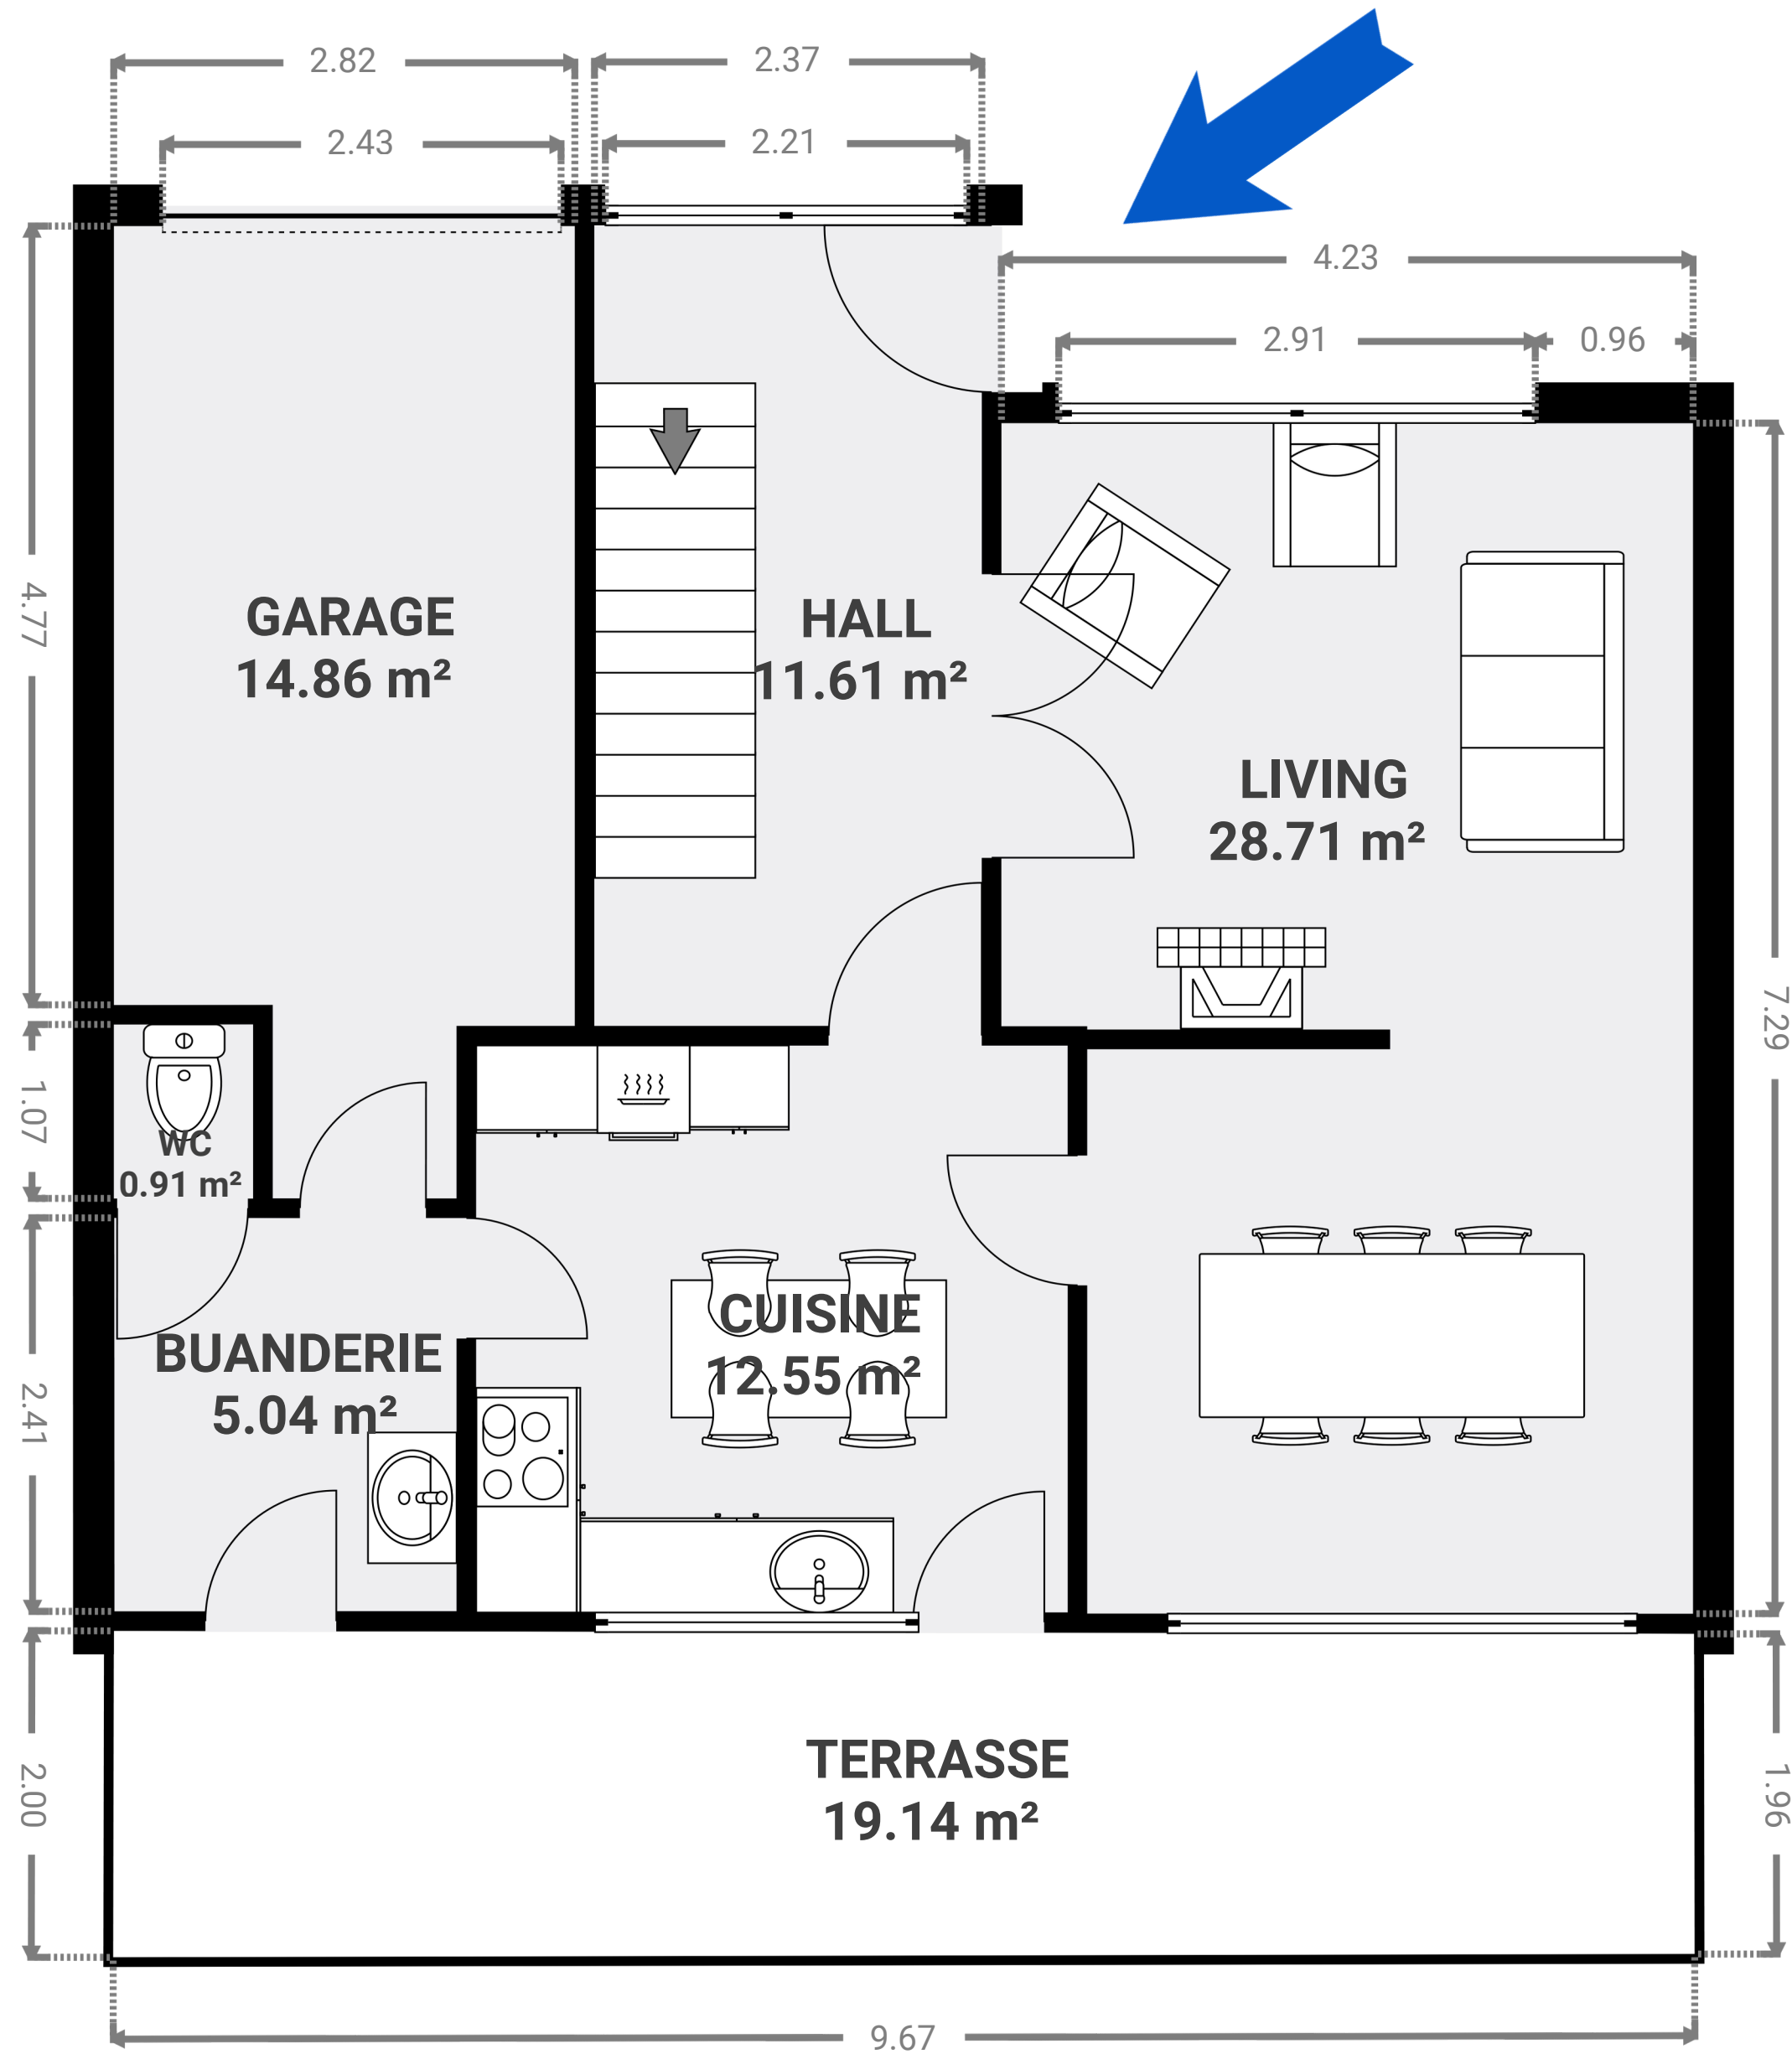 2.82
2.37
2.43
2.21
4.23
2.91
0.96
4.77
GARAGE
14.86 m²
HALL
11.61 m²
LIVING
28.71 m²
7.29
1.07
WC
0.91 m²
BUANDERIE
5.04 m²
CUISINE
12.55 m²
2.41
TERRASSE
19.14 m²
2.00
1.96
9.67